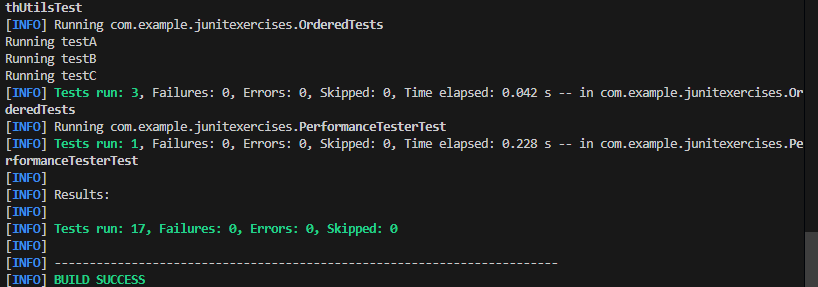 thUtilsTest
[INFO] Running com.example.junitexercises.OrderedTests
Running testA
Running testB
Running testC
[INFO] Tests run: 3, Failures: 0, Errors: 0, Skipped: 0, Time elapsed: 0.042 s -- in com.example.junitexercises.Or
deredTests
[INFO] Running com.example.junitexercises.PerformanceTesterTest
[INFO] Tests run: 1, Failures: 0, Errors: 0, Skipped: 0, Time elapsed: 0.228 s -- in com.example.junitexercises.Pe
rformanceTesterTest
[INFO]
[INFO] Results:
[INFO]
[INFO] Tests run: 17, Failures: 0, Errors: 0, Skipped: 0
[INFO]
[INFO] ------------------------------------------------------------------------
[INFO] BUILD SUCCESS